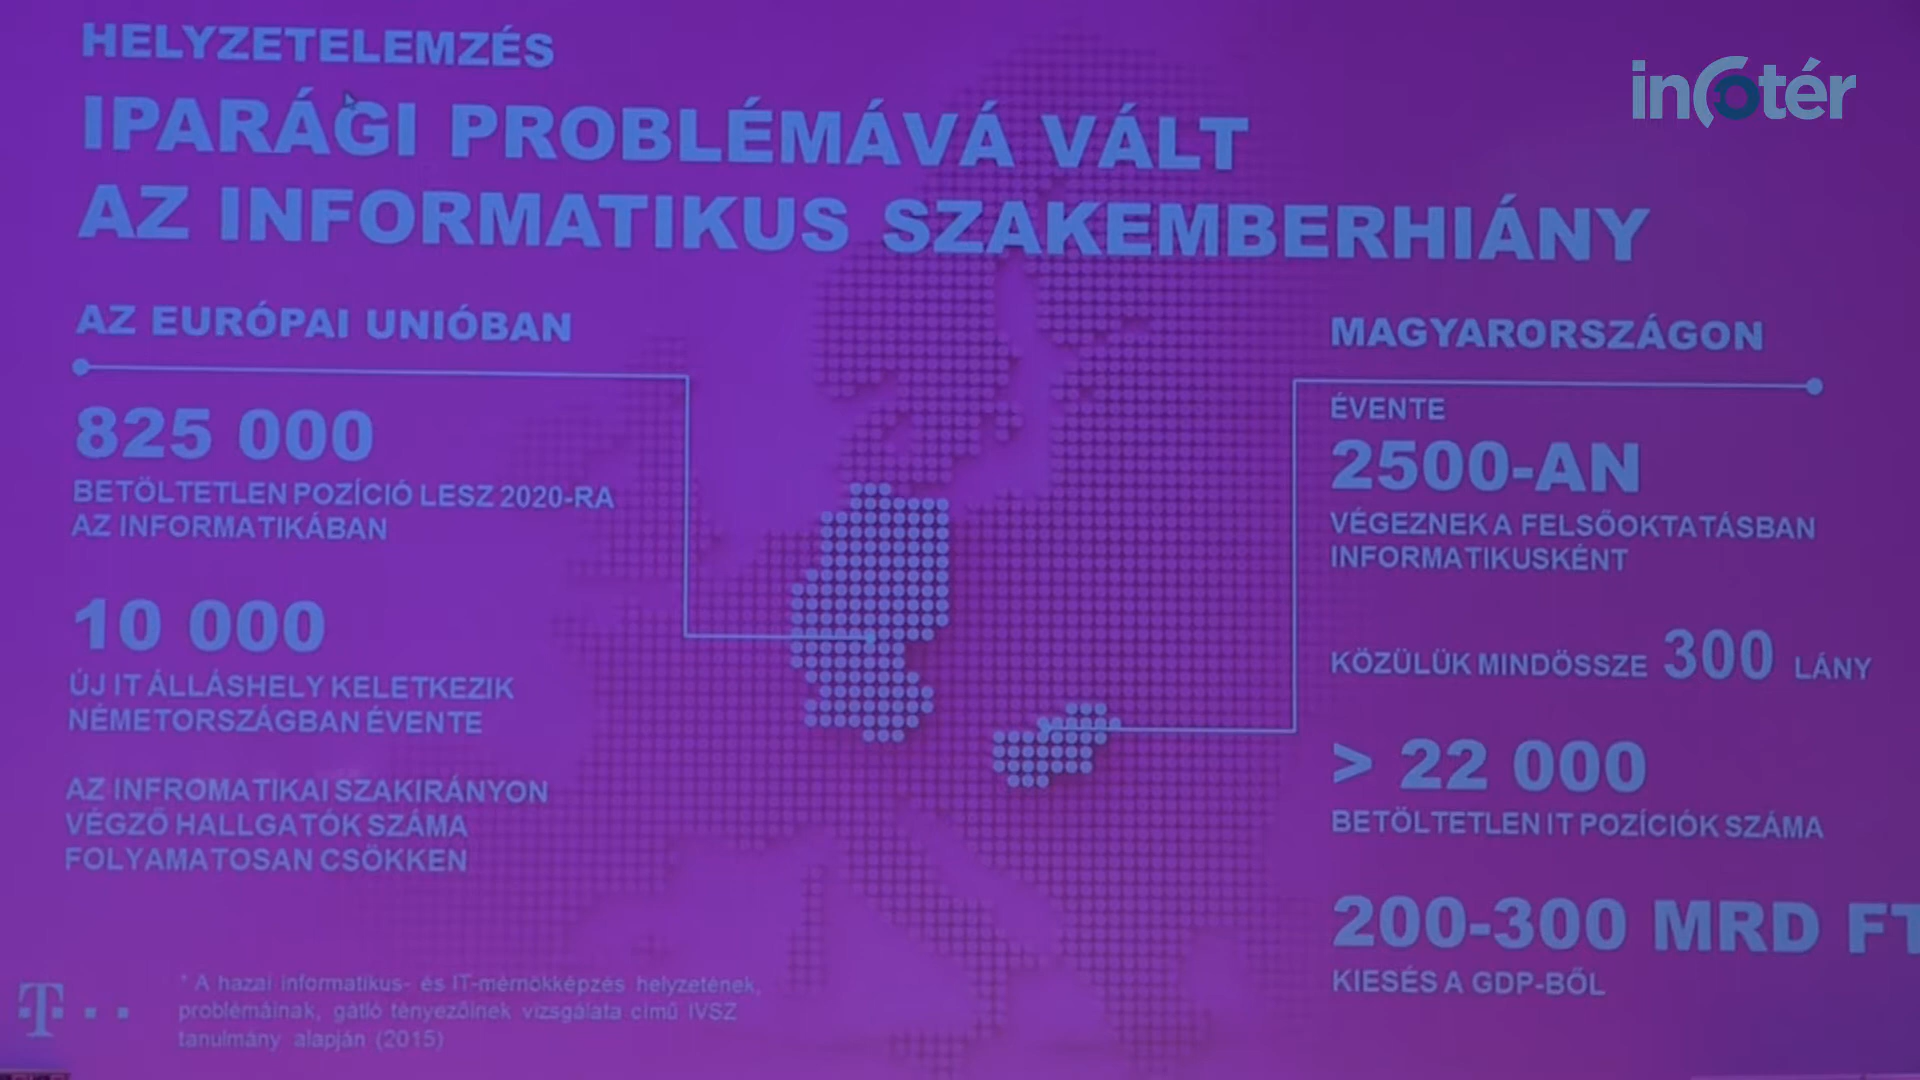 HELYZETELEMZÉS
IPARÁGI PROBLÉMÁVÁ VÁLT
AZ INFORMATIKUS SZAKEMBERHIÁNY
infotér
AZ EURÓPAI UNIÓBAN
825 000
BETÖLTETLEN POZÍCIÓ LESZ 2020-RA
AZ INFORMATIKÁBAN
10 000
ÚJ IT ÁLLÁSHELY KELETKEZIK
NÉMETORSZÁGBAN ÉVENTE
AZ INFROMATIKAI SZAKIRÁNYON
VÉGZŐ HALLGATÓK SZÁMA
FOLYAMATOSAN CSÖKKEN
MAGYARORSZÁGON
ÉVENTE
2500-AN
VÉGEZNEK A FELSŐOKTATÁSBAN
INFORMATIKUSKÉNT
KÖZÜLÜK MINDÖSSZE 300 LÁNY
> 22 000
BETÖLTETLEN IT POZÍCIÓK SZÁMA
200-300 MRD FT
KIESÉS A GDP-BŐL
T
* A hazai informatikus- és IT-mérnökképzés helyzetének,
problémáinak, gátló tényezőinek vizsgálata című IVSZ
tanulmány alapján (2015)